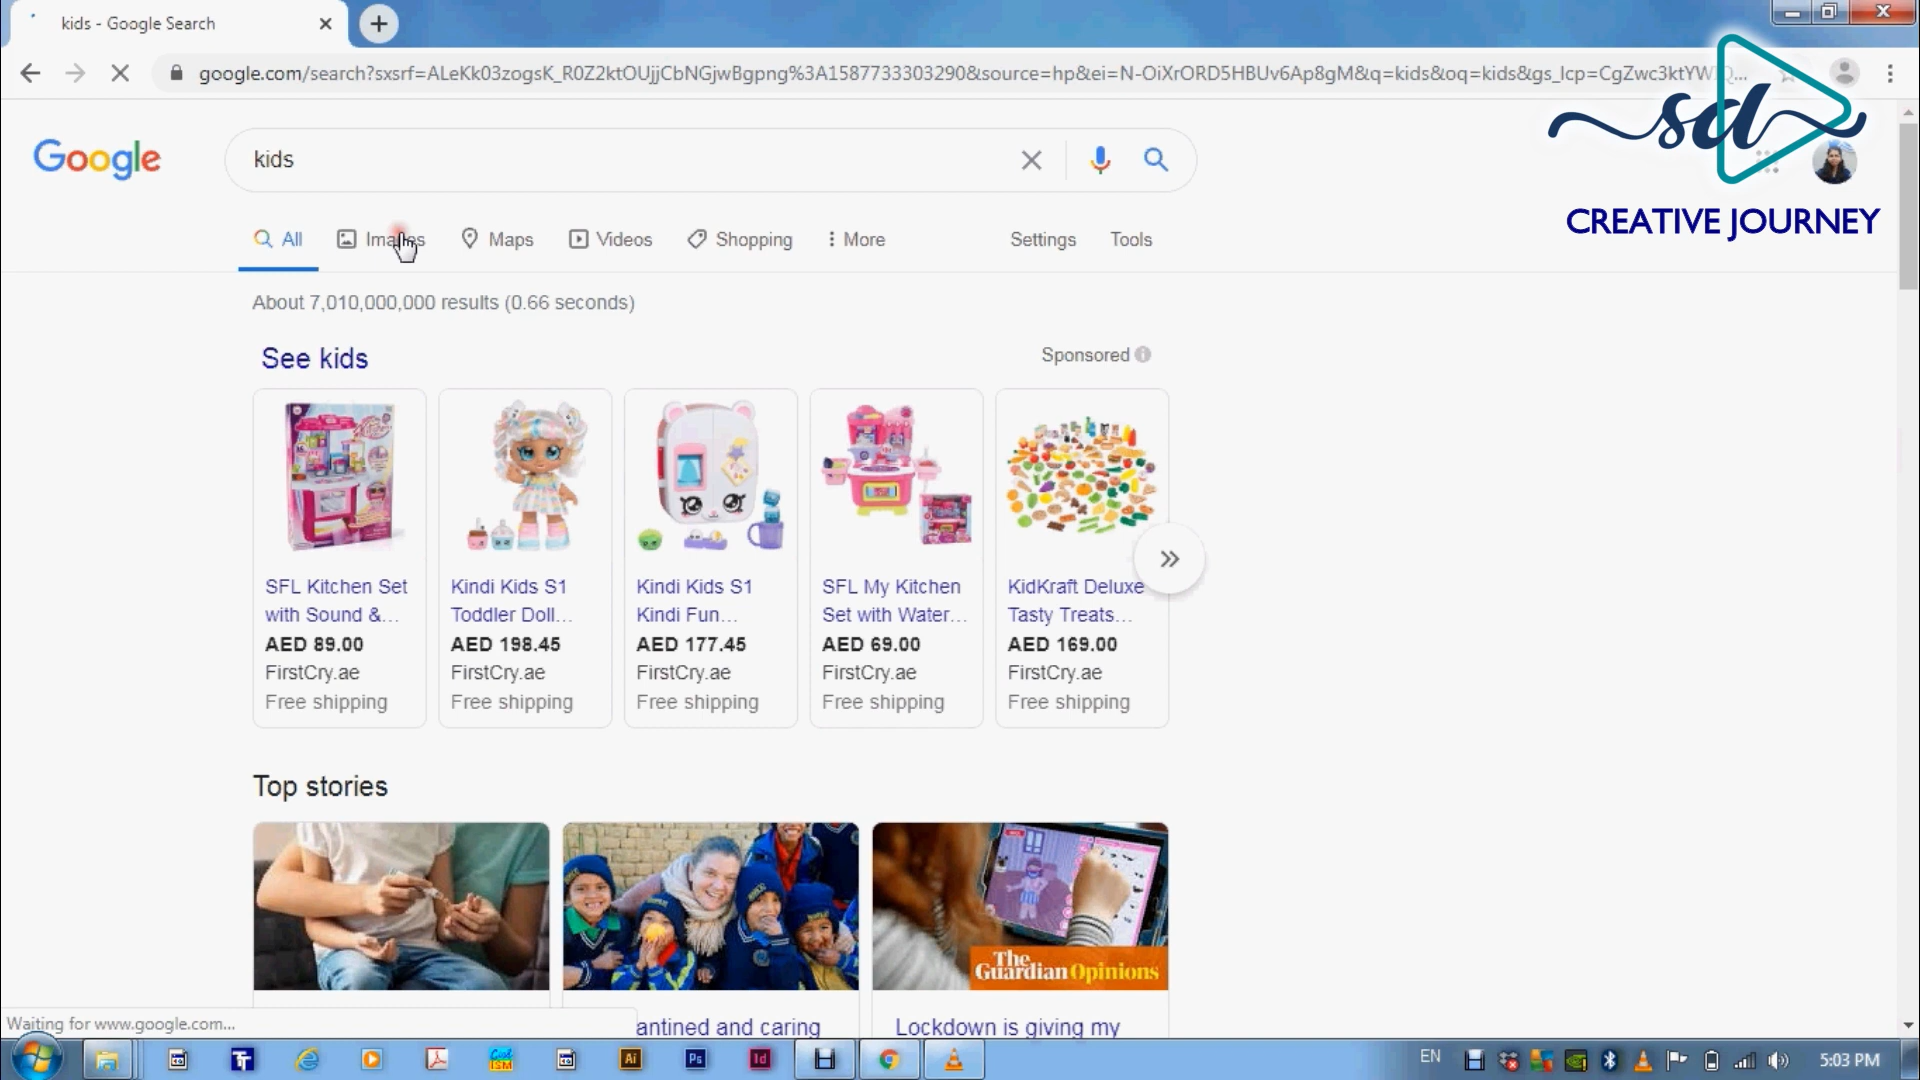 kids - Google Search
google.com/search?sxsrf=ALeKk03zogsK_R0Z2ktOUjjCbNGjwBgpng%3A1587733303290&source=hp&ei=N-OiXrORD5HBUv6Ap8gM&q=kids&oq=kids&gs_lcp=CgZwc3ktYW
sd
CREATIVE JOURNEY
Google
kids
All
Images
Maps
Videos
Shopping
More
Settings
Tools
About 7,010,000,000 results (0.66 seconds)
See kids
Sponsored
SFL Kitchen Set
with Sound &...
AED 89.00
FirstCry.ae
Free shipping
Kindi Kids S1
Toddler Doll...
AED 198.45
FirstCry.ae
Free shipping
Kindi Kids S1
Kindi Fun...
AED 177.45
FirstCry.ae
Free shipping
SFL My Kitchen
Set with Water...
AED 69.00
FirstCry.ae
Free shipping
KidKraft Deluxe
Tasty Treats...
AED 169.00
FirstCry.ae
Free shipping
Top stories
The
Guardian Opinions
antined and caring
Lockdown is giving my
Waiting for www.google.com...
Ai
Ps
Id
EN
5:03 PM